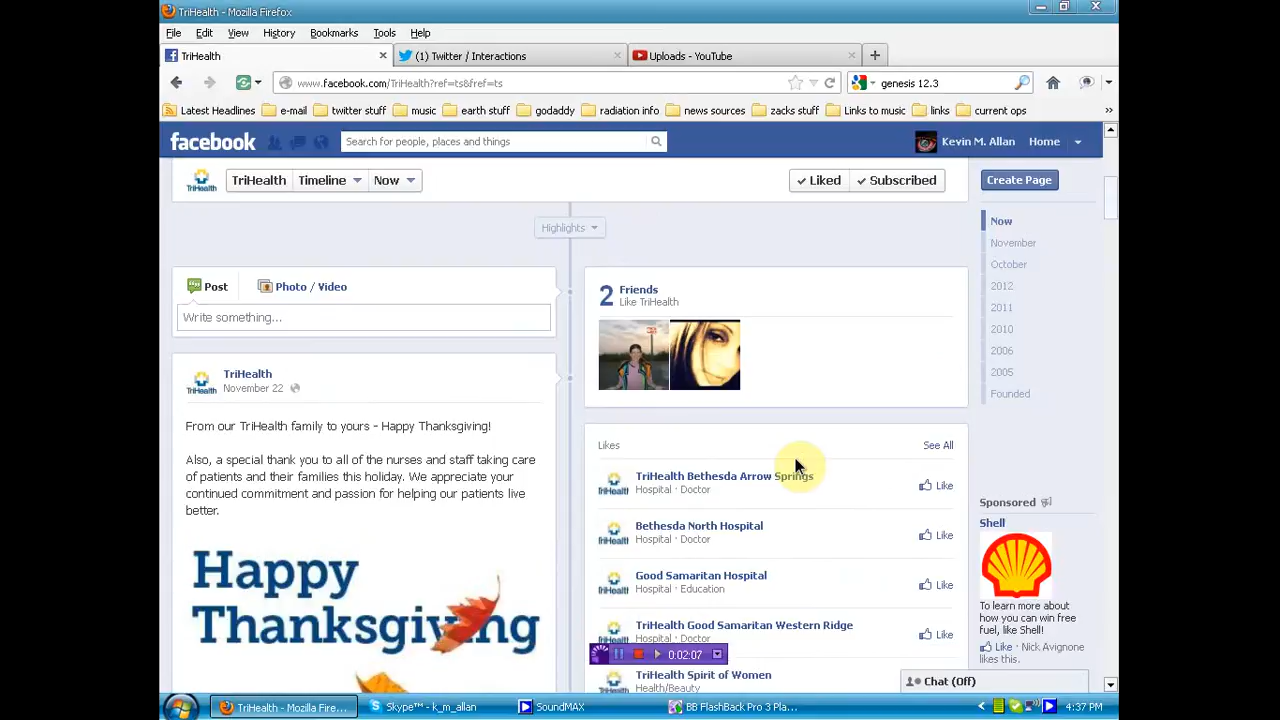 TriHealth - Mozilla Firefox
File Edit View History Bookmarks Tools Help
TriHealth (1) Twitter / Interactions Uploads - YouTube
www.facebook.com/TriHealth?ref=ts&fref=ts genesis 12.3
Latest Headlines e-mail twitter stuff music earth stuff godaddy radiation info news sources zacks stuff Links to music links current ops
facebook Search for people, places and things Kevin M. Allan Home
TriHealth TriHealth Timeline Now Liked Subscribed Create Page
Now
November
October
2012
2011
2010
2006
2005
Founded
Highlights
Post Photo / Video
Write something...
TriHealth
TriHealth
November 22
From our TriHealth family to yours - Happy Thanksgiving!
Also, a special thank you to all of the nurses and staff taking care
of patients and their families this holiday. We appreciate your
continued commitment and passion for helping our patients live
better.
Happy
Thanksgiving
2 Friends
Like TriHealth
Likes See All
TriHealth TriHealth Bethesda Arrow Springs
Hospital · Doctor Like
TriHealth Bethesda North Hospital
Hospital · Doctor Like
TriHealth Good Samaritan Hospital
Hospital · Education Like
TriHealth TriHealth Good Samaritan Western Ridge
Hospital · Doctor Like
0:02:07
TriHealth TriHealth Spirit of Women
Health/Beauty
Sponsored
Shell
To learn more about
how you can win free
fuel, like Shell!
Like · Nick Avignone
likes this.
Chat (Off)
TriHealth - Mozilla Fire... Skype™ - k_m_allan SoundMAX BB FlashBack Pro 3 Pla... 4:37 PM